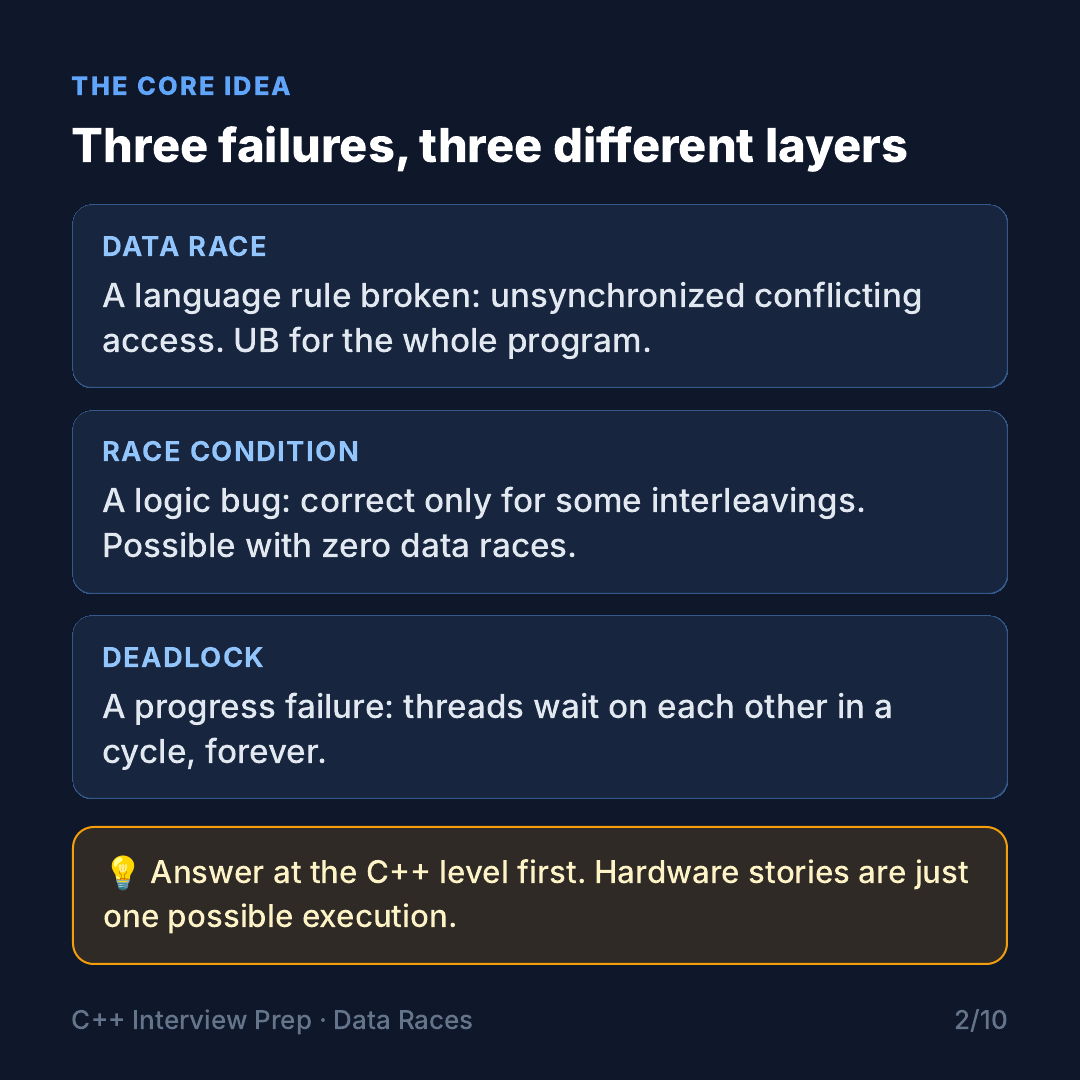 THE CORE IDEA
Three failures, three different layers
DATA RACE
A language rule broken: unsynchronized conflicting
access. UB for the whole program.
RACE CONDITION
A logic bug: correct only for some interleavings.
Possible with zero data races.
DEADLOCK
A progress failure: threads wait on each other in a
cycle, forever.
💡 Answer at the C++ level first. Hardware stories are just
one possible execution.
C++ Interview Prep · Data Races
2/10